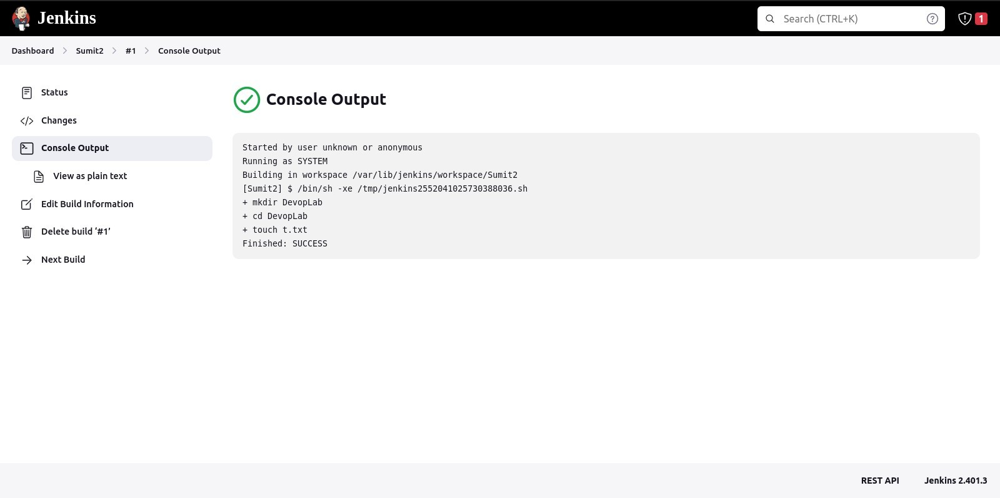 Jenkins
Search (CTRL+K)
1
Dashboard Sumit2 #1 Console Output
Status
Changes
Console Output
View as plain text
Edit Build Information
Delete build ‘#1’
Next Build
Console Output
Started by user unknown or anonymous
Running as SYSTEM
Building in workspace /var/lib/jenkins/workspace/Sumit2
[Sumit2] $ /bin/sh -xe /tmp/jenkins2552041025730388036.sh
+ mkdir DevopLab
+ cd DevopLab
+ touch t.txt
Finished: SUCCESS
REST API Jenkins 2.401.3